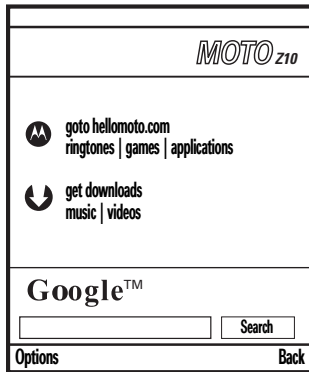 MOTO Z10
goto hellomoto.com
ringtones | games | applications
get downloads
music | videos
Google™
Search
Options Back